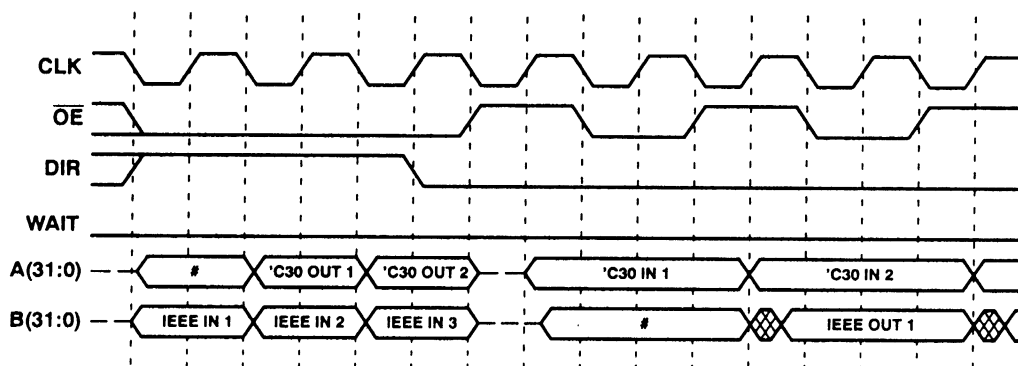 CLK
OE
DIR
WAIT
A(31:0) # 'C30 OUT 1 'C30 OUT 2 'C30 IN 1 'C30 IN 2
B(31:0) IEEE IN 1 IEEE IN 2 IEEE IN 3 # IEEE OUT 1